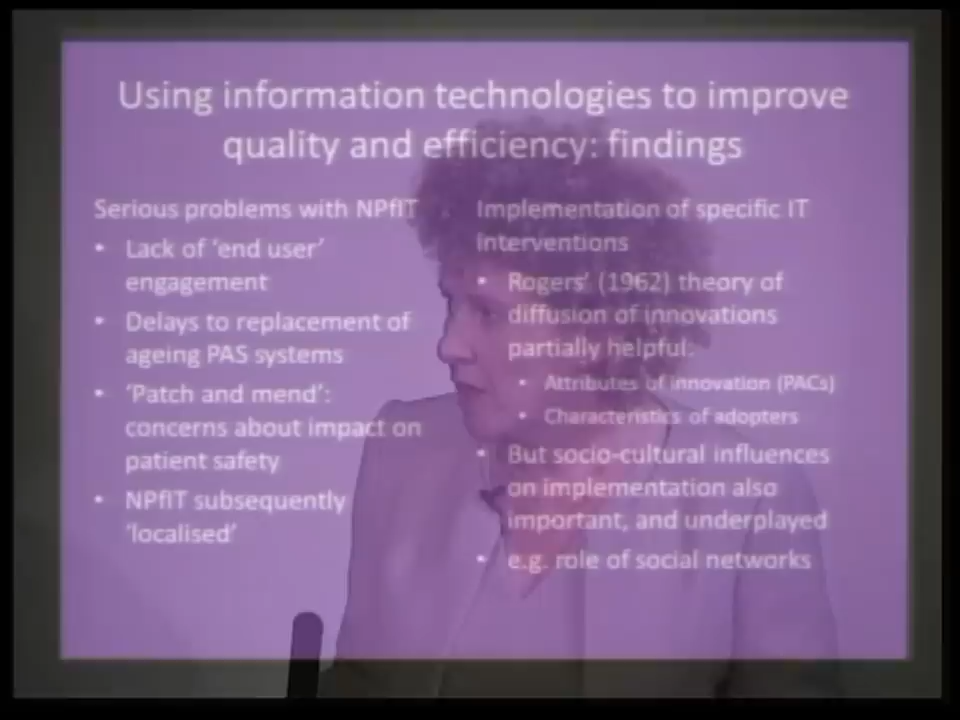 Using information technologies to improve
quality and efficiency: findings
Serious problems with NPfIT
• Lack of ‘end user’
engagement
• Delays to replacement of
ageing PAS systems
• ‘Patch and mend’:
concerns about impact on
patient safety
• NPfIT subsequently
‘localised’
Implementation of specific IT
interventions
• Rogers’ (1962) theory of
diffusion of innovations
partially helpful:
• Attributes of innovation (PACs)
• Characteristics of adopters
• But socio-cultural influences
on implementation also
important, and underplayed
• e.g. role of social networks